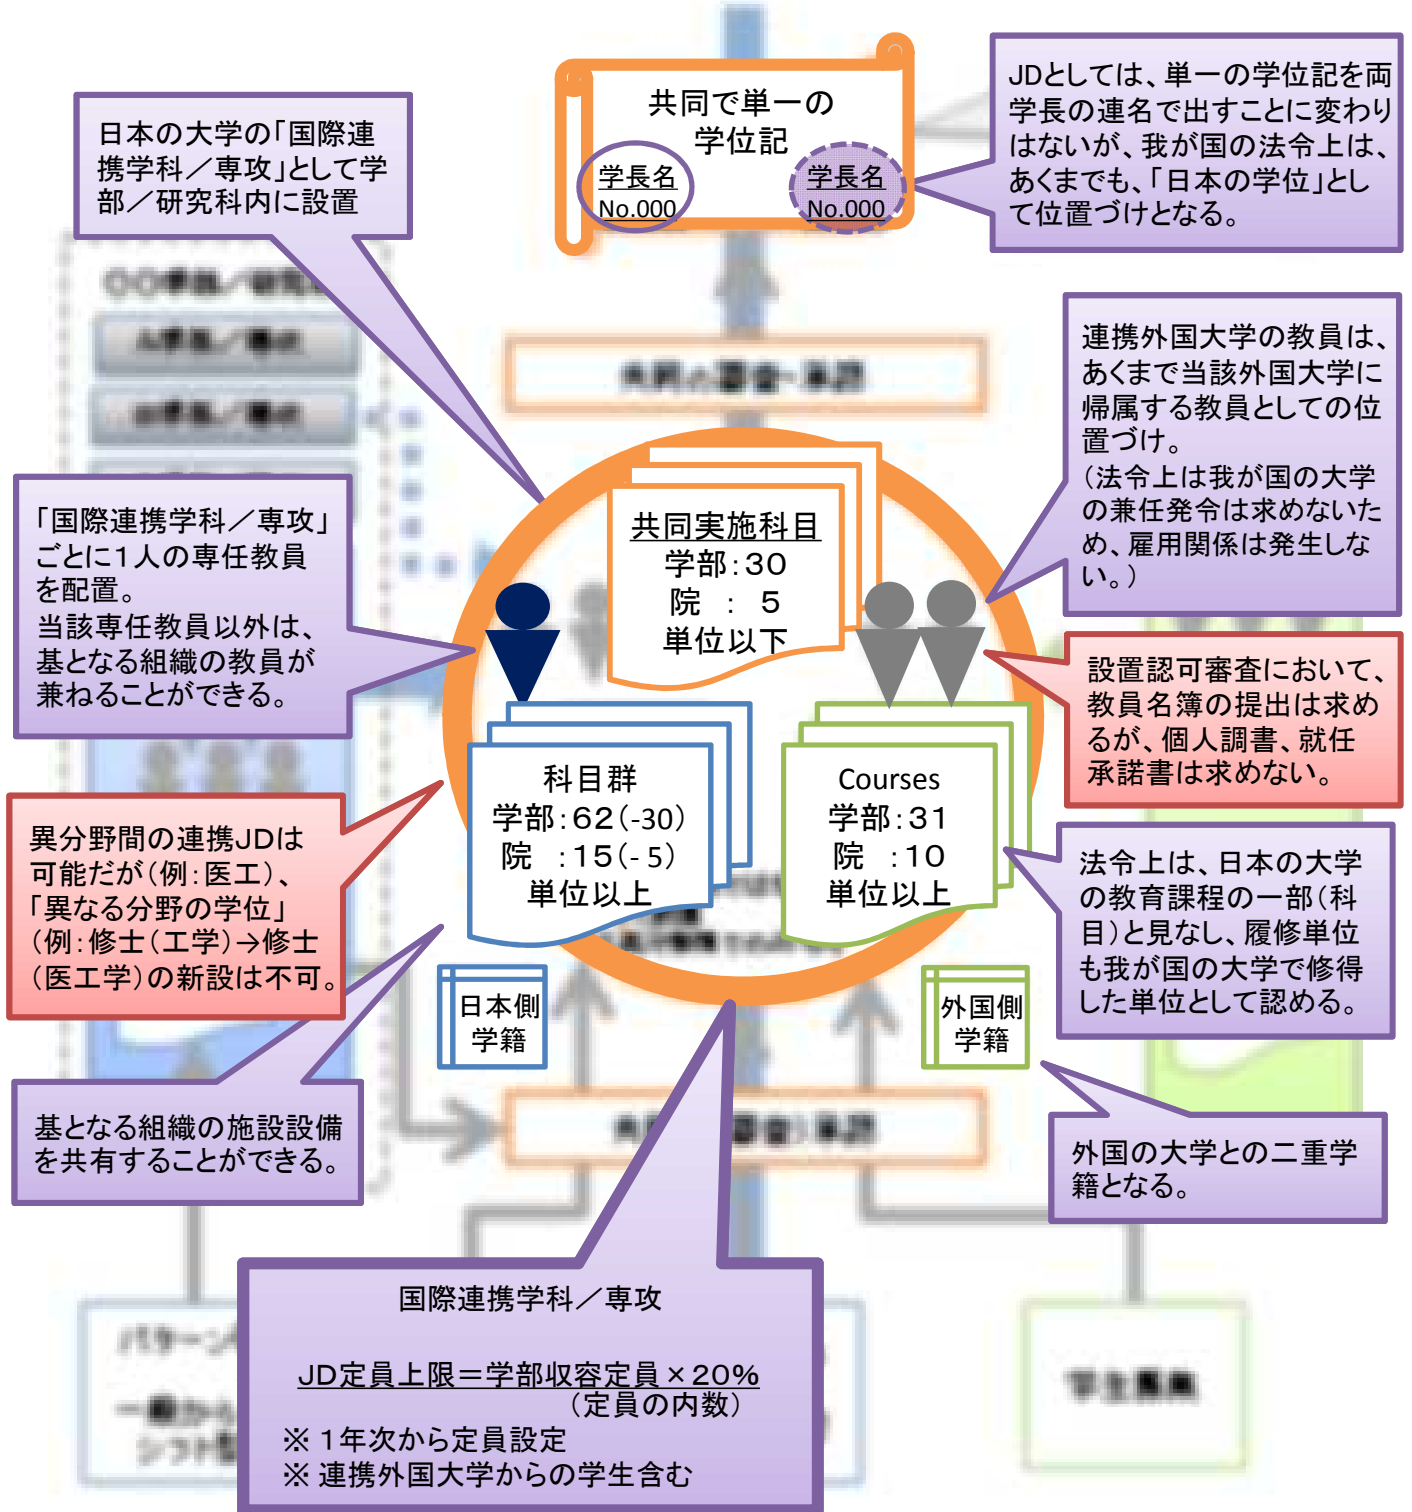 共同で単一の
学位記
学長名
No.000
学長名
No.000
JDとしては、単一の学位記を両
学長の連名で出すことに変わり
はないが、我が国の法令上は、
あくまでも、「日本の学位」とし
て位置づけとなる。
日本の大学の「国際連
携学科／専攻」として学
部／研究科内に設置
連携外国大学の教員は、
あくまで当該外国大学に
帰属する教員としての位
置づけ。
（法令上は我が国の大学
の兼任発令は求めないた
め、雇用関係は発生しな
い。）
「国際連携学科／専攻」
ごとに１人の専任教員
を配置。
当該専任教員以外は、
基となる組織の教員が
兼ねることができる。
共同実施科目
学部：30
院　：　5
単位以下
設置認可審査において、
教員名簿の提出は求め
るが、個人調書、就任
承諾書は求めない。
科目群
学部：62（-30）
院　：15（- 5）
単位以上
Courses
学部：31
院　：10
単位以上
異分野間の連携JDは
可能だが（例：医工）、
「異なる分野の学位」
（例：修士（工学）→修士
（医工学）の新設は不可。
法令上は、日本の大学
の教育課程の一部（科
目）と見なし、履修単位
も我が国の大学で修得
した単位として認める。
日本側
学籍
外国側
学籍
基となる組織の施設設備
を共有することができる。
外国の大学との二重学
籍となる。
国際連携学科／専攻
JD定員上限＝学部収容定員×20%
（定員の内数）
※ 1年次から定員設定
※ 連携外国大学からの学生含む